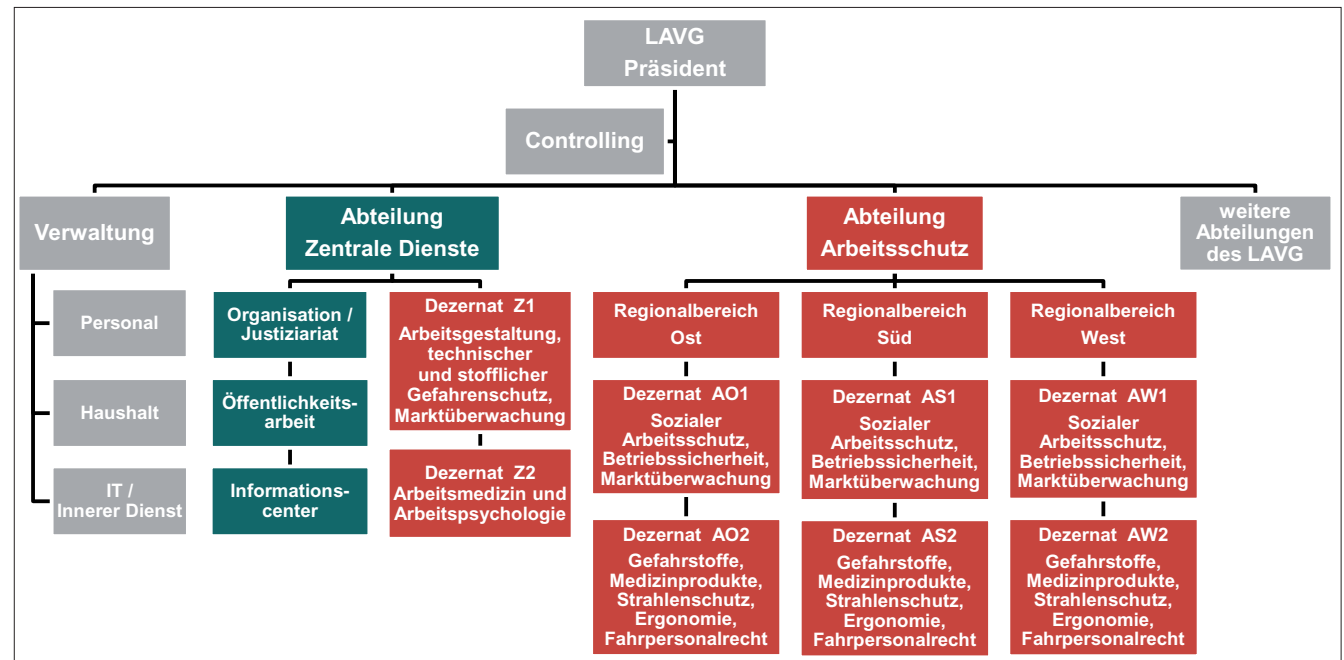 LAVG
Präsident
Controlling
Verwaltung
Abteilung
Zentrale Dienste
Abteilung
Arbeitsschutz
weitere
Abteilungen
des LAVG
Personal
Haushalt
IT /
Innerer Dienst
Organisation /
Justiziariat
Öffentlichkeits-
arbeit
Informations-
center
Dezernat Z1
Arbeitsgestaltung,
technischer
und stofflicher
Gefahrenschutz,
Marktüberwachung
Dezernat Z2
Arbeitsmedizin und
Arbeitspsychologie
Regionalbereich
Ost
Dezernat AO1
Sozialer
Arbeitsschutz,
Betriebssicherheit,
Marktüberwachung
Dezernat AO2
Gefahrstoffe,
Medizinprodukte,
Strahlenschutz,
Ergonomie,
Fahrpersonalrecht
Regionalbereich
Süd
Dezernat AS1
Sozialer
Arbeitsschutz,
Betriebssicherheit,
Marktüberwachung
Dezernat AS2
Gefahrstoffe,
Medizinprodukte,
Strahlenschutz,
Ergonomie,
Fahrpersonalrecht
Regionalbereich
West
Dezernat AW1
Sozialer
Arbeitsschutz,
Betriebssicherheit,
Marktüberwachung
Dezernat AW2
Gefahrstoffe,
Medizinprodukte,
Strahlenschutz,
Ergonomie,
Fahrpersonalrecht